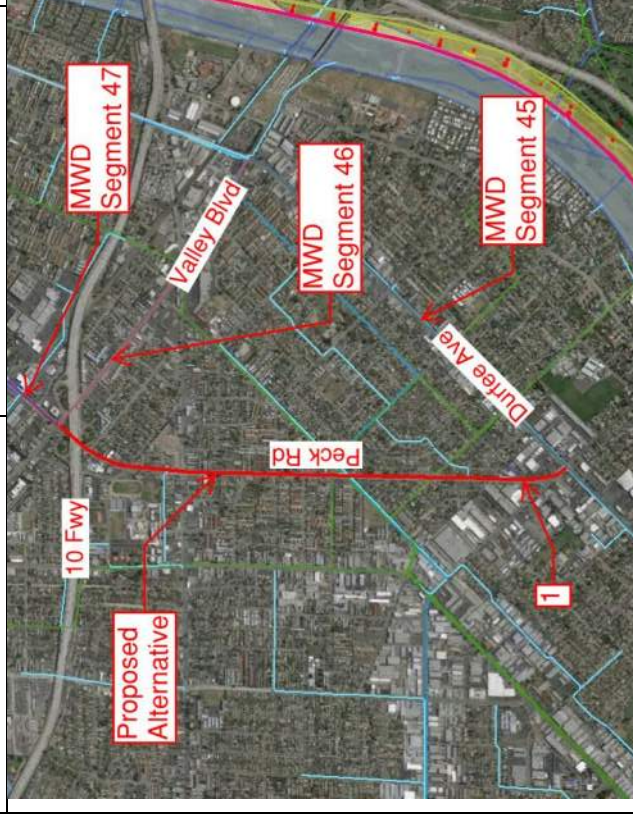 MWD
Segment 47
10 Fwy
Valley Blvd
MWD
Segment 46
Proposed
Alternative
Peck Rd
MWD
Segment 45
Durfee Ave
1